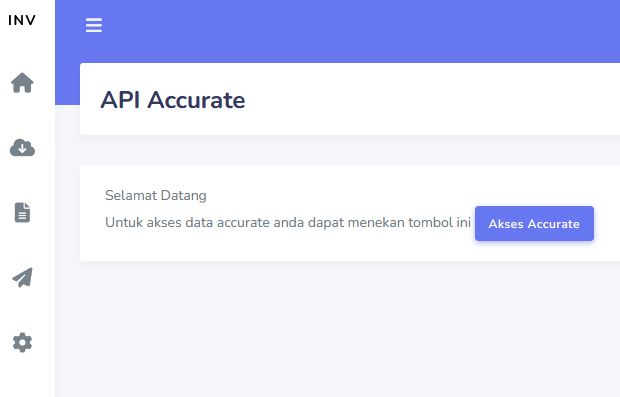 INV
API Accurate
Selamat Datang
Untuk akses data accurate anda dapat menekan tombol ini Akses Accurate